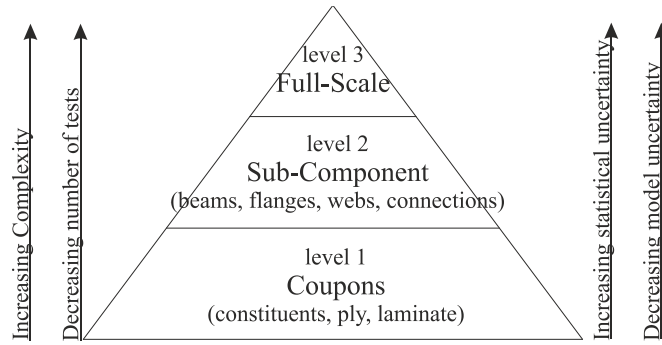 level 3
Full-Scale
level 2
Sub-Component
(beams, flanges, webs, connections)
level 1
Coupons
(constituents, ply, laminate)
Increasing Complexity
Decreasing number of tests
Increasing statistical uncertainty
Decreasing model uncertainty